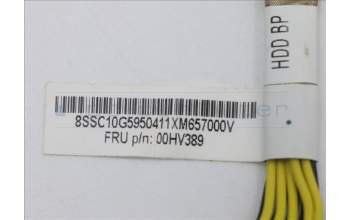 8SSC10G5950411XM657000V
FRU p/n: 00HV389
HDD BP